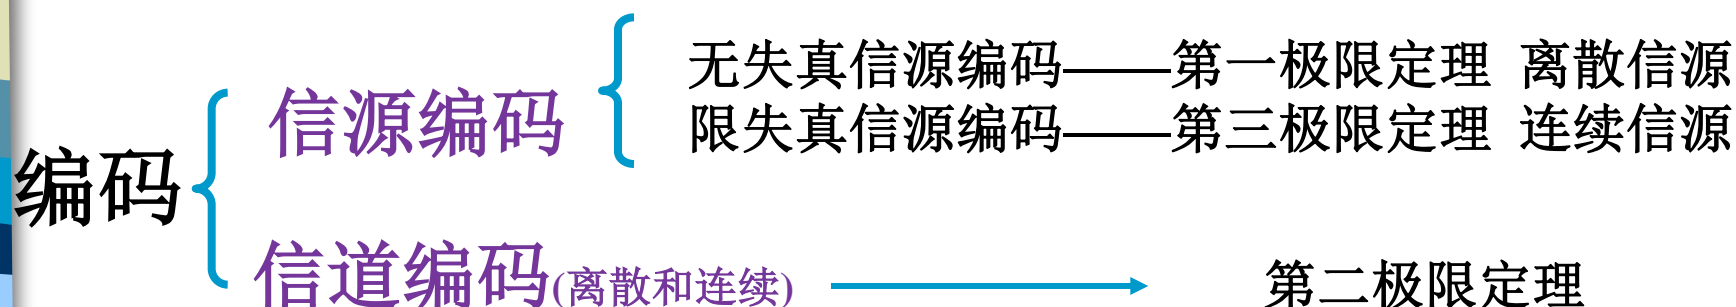 无失真信源编码——第一极限定理 离散信源
信源编码
限失真信源编码——第三极限定理 连续信源
编码
信道编码(离散和连续) 第二极限定理